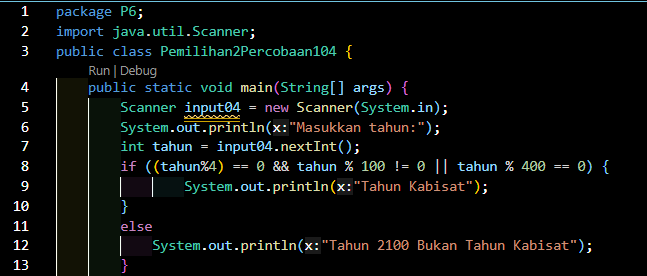 1 package P6;
2 import java.util.Scanner;
3 public class Pemilihan2Percobaan104 {
Run | Debug
4 public static void main(String[] args) {
5 Scanner input04 = new Scanner(System.in);
6 System.out.println(x:"Masukkan tahun:");
7 int tahun = input04.nextInt();
8 if ((tahun%4) == 0 && tahun % 100 != 0 || tahun % 400 == 0) {
9 System.out.println(x:"Tahun Kabisat");
10 }
11 else
12 System.out.println(x:"Tahun 2100 Bukan Tahun Kabisat");
13 }